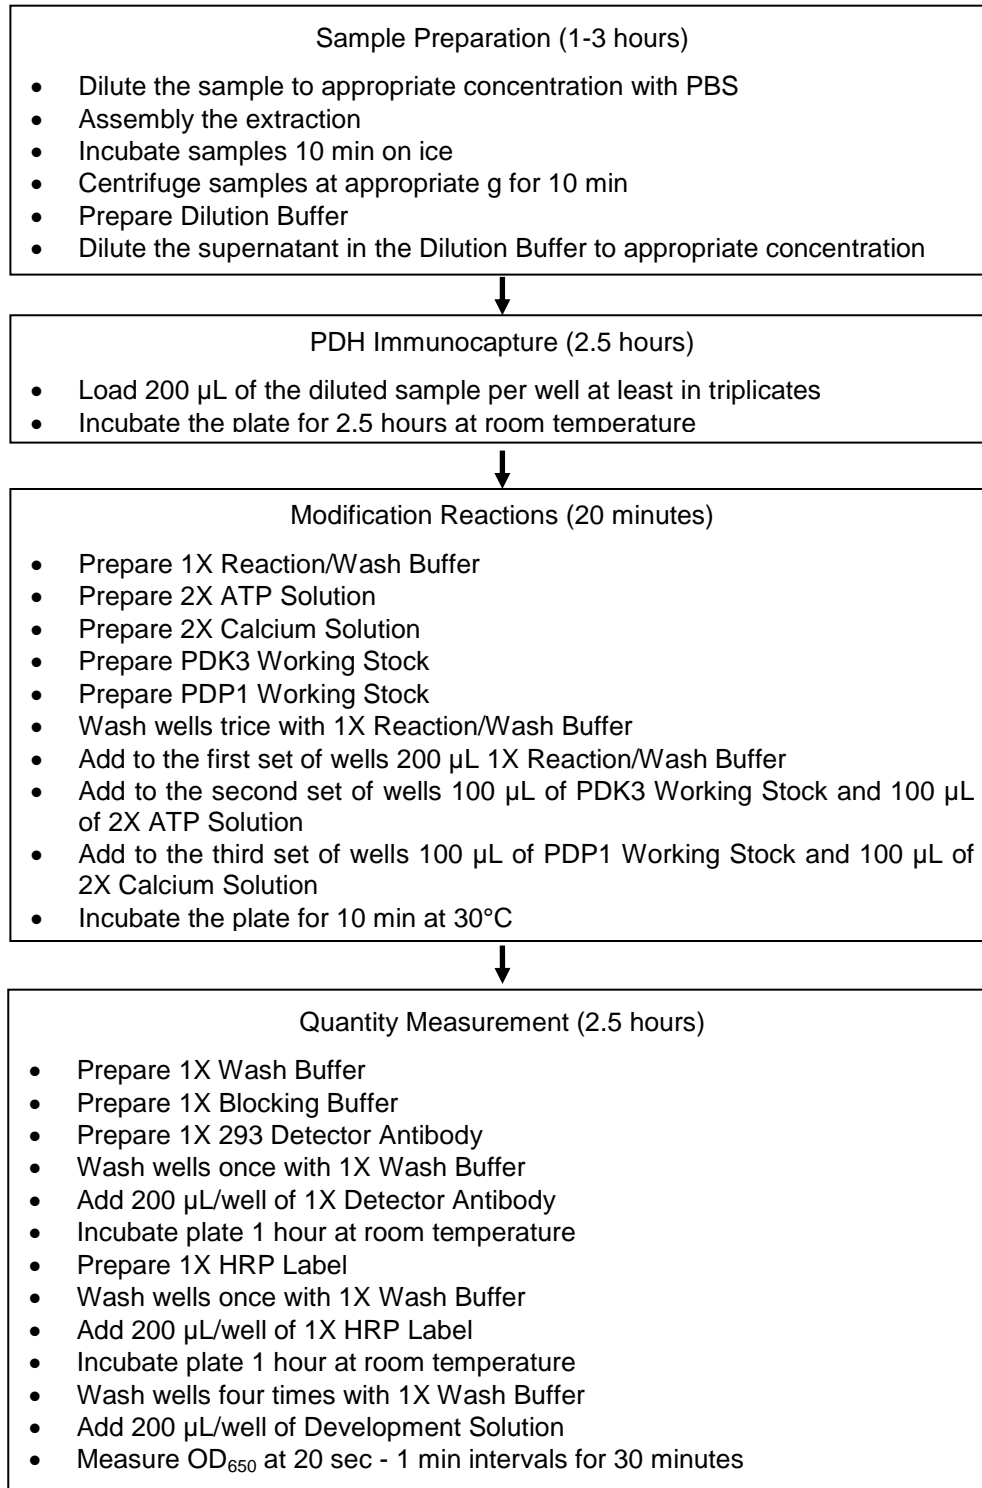 Sample Preparation (1-3 hours)
• Dilute the sample to appropriate concentration with PBS
• Assembly the extraction
• Incubate samples 10 min on ice
• Centrifuge samples at appropriate g for 10 min
• Prepare Dilution Buffer
• Dilute the supernatant in the Dilution Buffer to appropriate concentration
PDH Immunocapture (2.5 hours)
• Load 200 µL of the diluted sample per well at least in triplicates
• Incubate the plate for 2.5 hours at room temperature
Modification Reactions (20 minutes)
• Prepare 1X Reaction/Wash Buffer
• Prepare 2X ATP Solution
• Prepare 2X Calcium Solution
• Prepare PDK3 Working Stock
• Prepare PDP1 Working Stock
• Wash wells trice with 1X Reaction/Wash Buffer
• Add to the first set of wells 200 µL 1X Reaction/Wash Buffer
• Add to the second set of wells 100 µL of PDK3 Working Stock and 100 µL
of 2X ATP Solution
• Add to the third set of wells 100 µL of PDP1 Working Stock and 100 µL of
2X Calcium Solution
• Incubate the plate for 10 min at 30°C
Quantity Measurement (2.5 hours)
• Prepare 1X Wash Buffer
• Prepare 1X Blocking Buffer
• Prepare 1X 293 Detector Antibody
• Wash wells once with 1X Wash Buffer
• Add 200 µL/well of 1X Detector Antibody
• Incubate plate 1 hour at room temperature
• Prepare 1X HRP Label
• Wash wells once with 1X Wash Buffer
• Add 200 µL/well of 1X HRP Label
• Incubate plate 1 hour at room temperature
• Wash wells four times with 1X Wash Buffer
• Add 200 µL/well of Development Solution
• Measure OD650 at 20 sec - 1 min intervals for 30 minutes